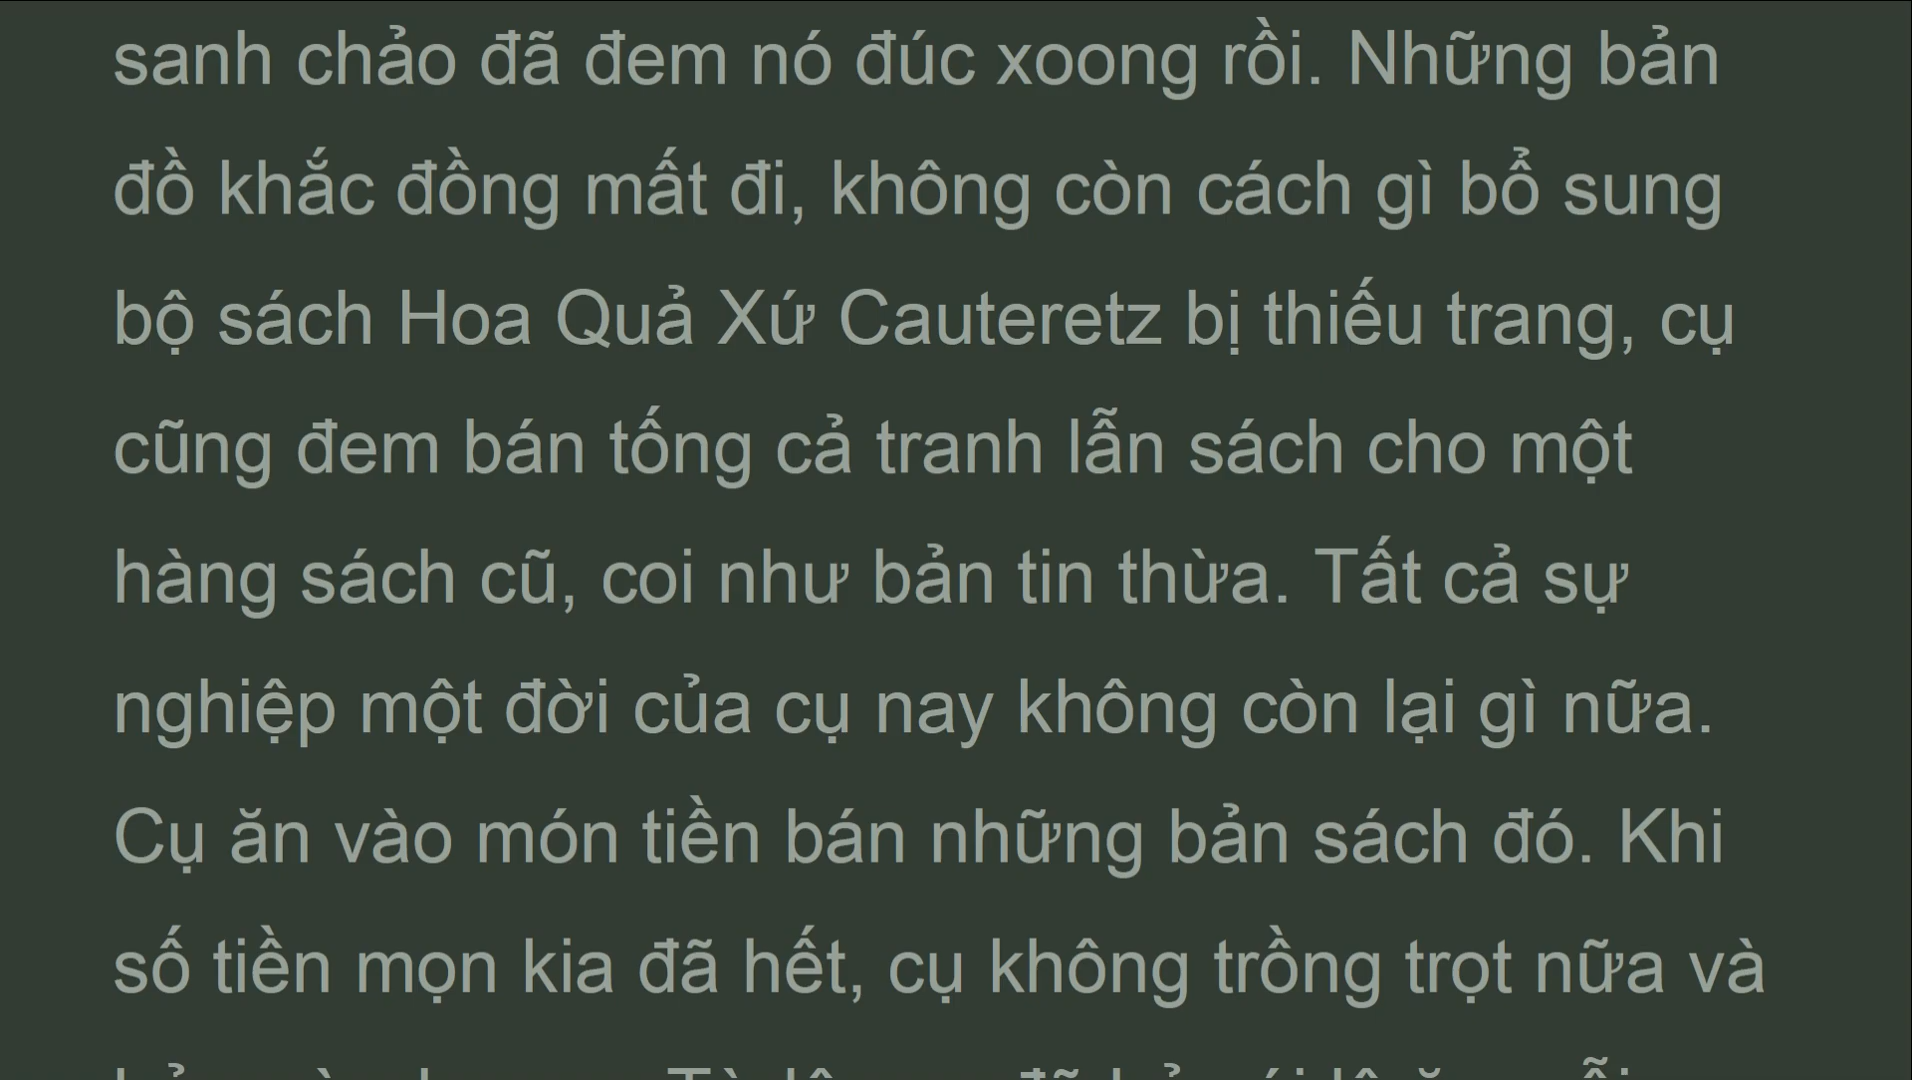 sanh chảo đã đem nó đúc xoong rồi. Những bản
đồ khắc đồng mất đi, không còn cách gì bổ sung
bộ sách Hoa Quả Xứ Cauteretz bị thiếu trang, cụ
cũng đem bán tống cả tranh lẫn sách cho một
hàng sách cũ, coi như bản tin thừa. Tất cả sự
nghiệp một đời của cụ nay không còn lại gì nữa.
Cụ ăn vào món tiền bán những bản sách đó. Khi
số tiền mọn kia đã hết, cụ không trồng trọt nữa và